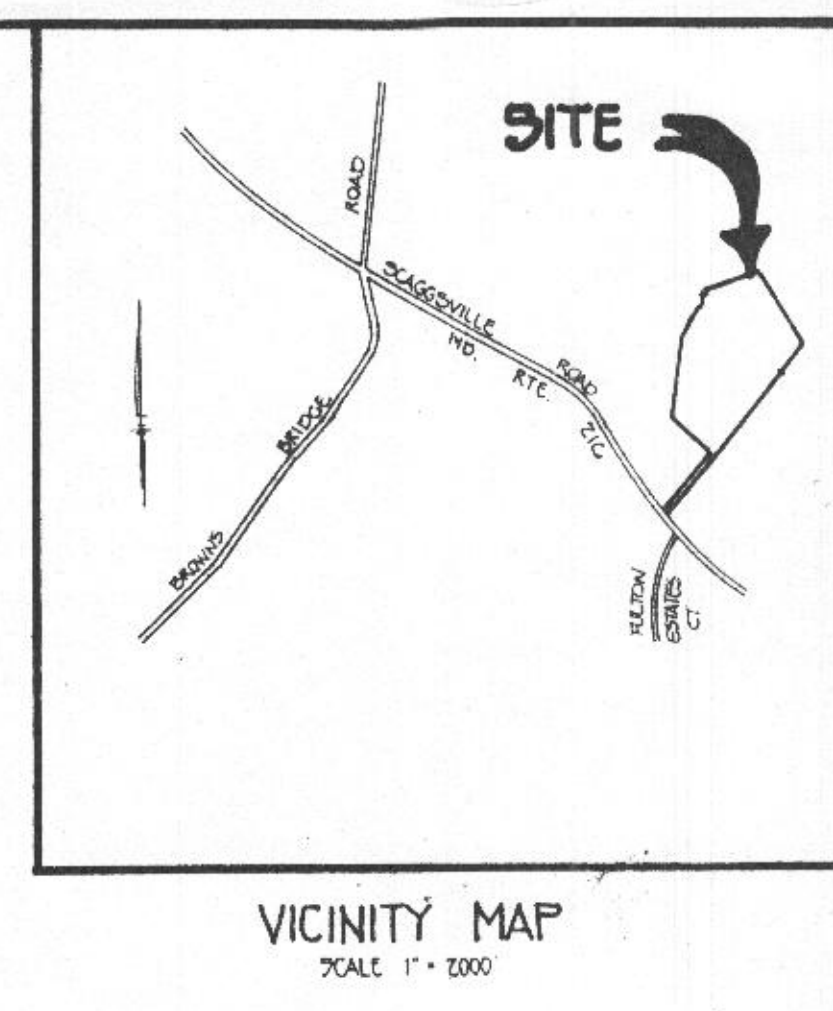 SITE
ROAD
SCAGGSVILLE ROAD
MD. RTE. 216
BROWNS BRIDGE
FULTON
ESTATES
CT.
VICINITY MAP
SCALE 1" = 2000'